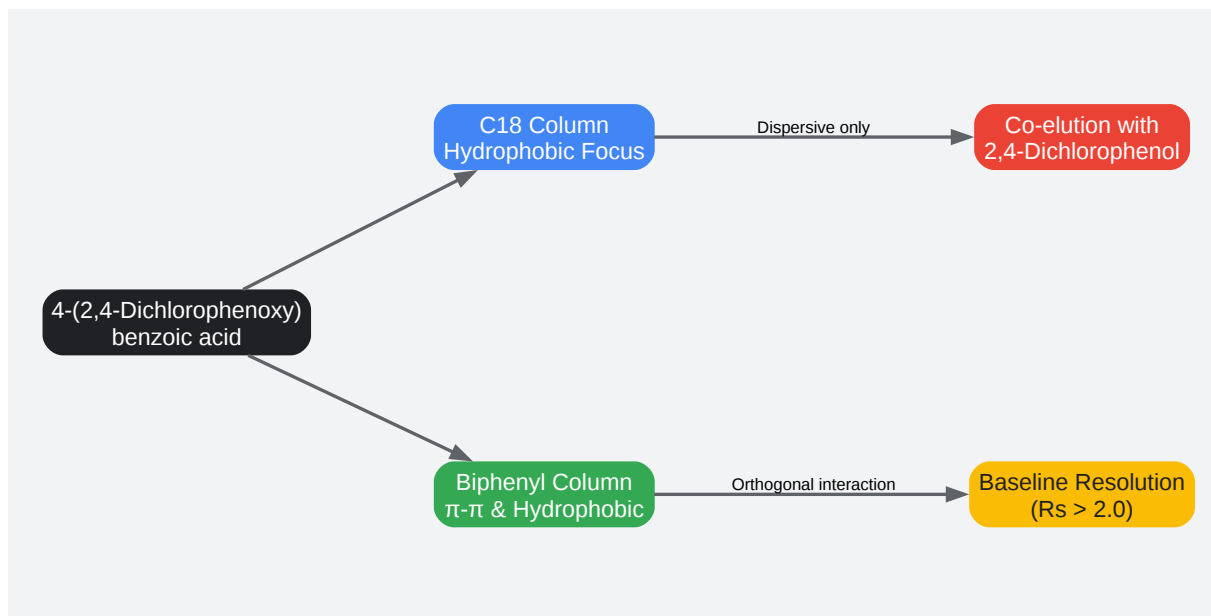 C18 Column
Hydrophobic Focus
Dispersive only
Co-elution with
2,4-Dichlorophenol
4-(2,4-Dichlorophenoxy)
benzoic acid
Biphenyl Column
π-π & Hydrophobic
Orthogonal interaction
Baseline Resolution
(Rs > 2.0)